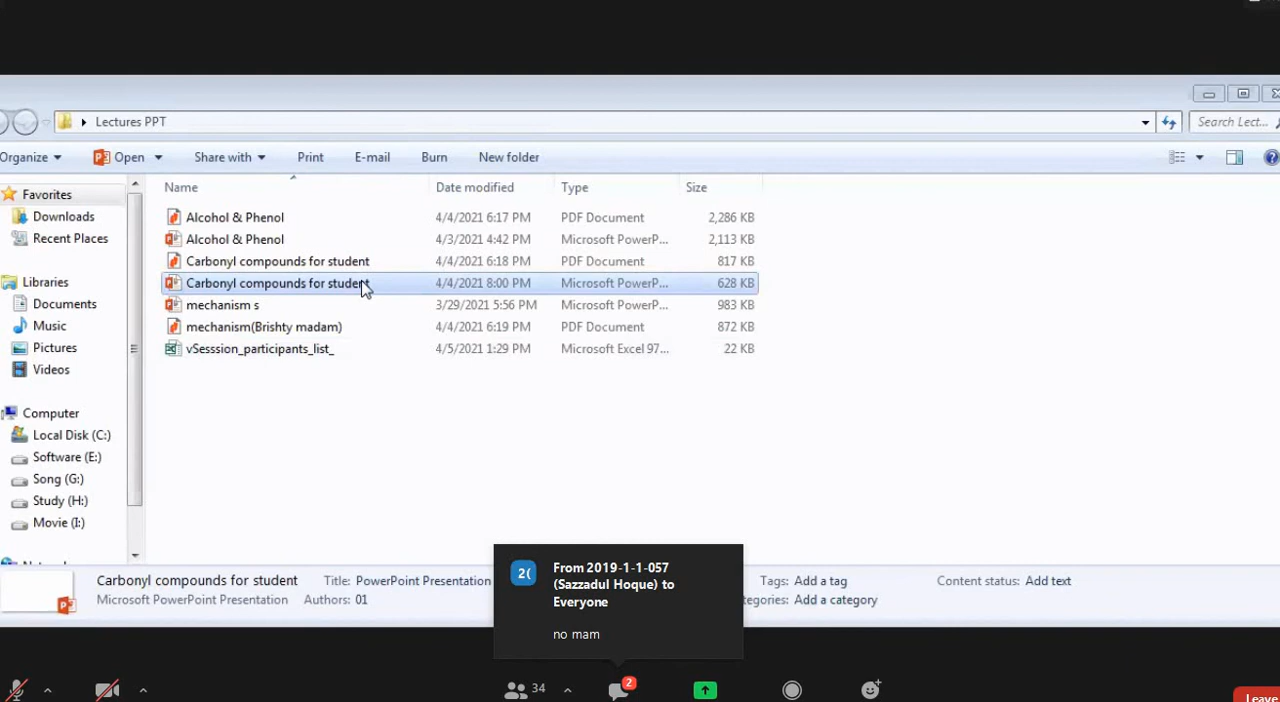 Lectures PPT
Search Lect...
Organize Open Share with Print E-mail Burn New folder
Favorites
Downloads
Recent Places
Libraries
Documents
Music
Pictures
Videos
Computer
Local Disk (C:)
Software (E:)
Song (G:)
Study (H:)
Movie (I:)
Name Date modified Type Size
Alcohol & Phenol 4/4/2021 6:17 PM PDF Document 2,286 KB
Alcohol & Phenol 4/3/2021 4:42 PM Microsoft PowerP... 2,113 KB
Carbonyl compounds for student 4/4/2021 6:18 PM PDF Document 817 KB
Carbonyl compounds for student 4/4/2021 8:00 PM Microsoft PowerP... 628 KB
mechanism s 3/29/2021 5:56 PM Microsoft PowerP... 983 KB
mechanism(Brishty madam) 4/4/2021 6:19 PM PDF Document 872 KB
vSesssion_participants_list_ 4/5/2021 1:29 PM Microsoft Excel 97... 22 KB
Carbonyl compounds for student Title: PowerPoint Presentation Tags: Add a tag Content status: Add text
Microsoft PowerPoint Presentation Authors: 01 tegories: Add a category
2( From 2019-1-1-057
(Sazzadul Hoque) to
Everyone
no mam
34 2
Leave